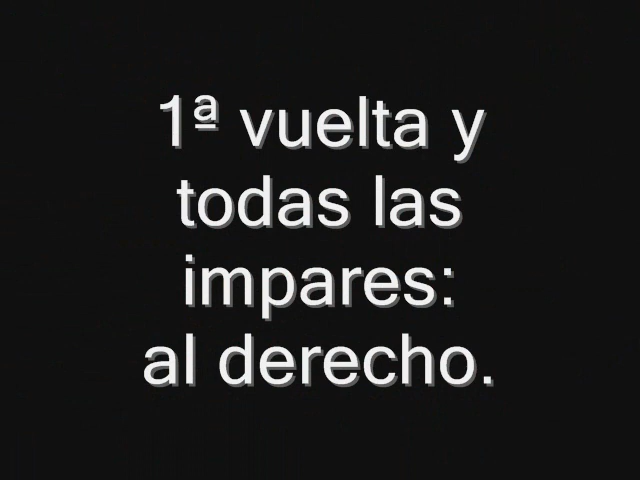 1ª vuelta y
todas las
impares:
al derecho.